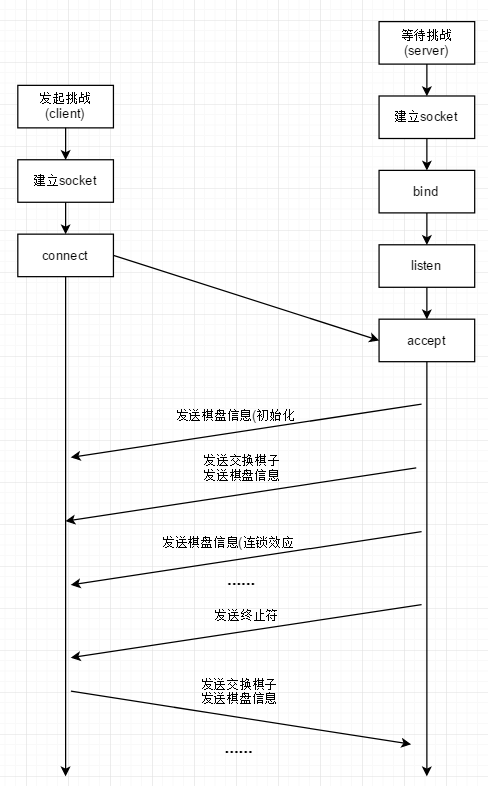 等待挑战
(server)
发起挑战
(client)
建立socket
建立socket
bind
connect
listen
accept
发送棋盘信息(初始化
发送交换棋子
发送棋盘信息
发送棋盘信息(连锁效应
......
发送终止符
发送交换棋子
发送棋盘信息
......